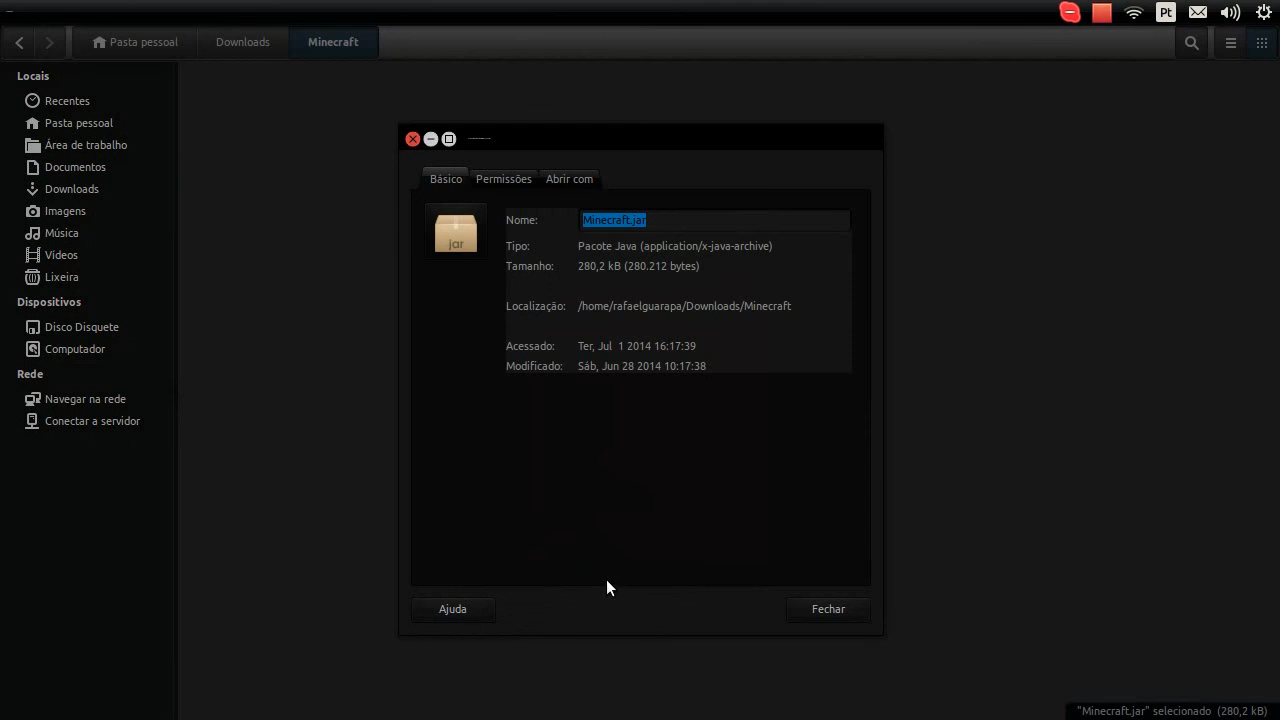 Pt
Pasta pessoal
Downloads
Minecraft
Locais
Recentes
Pasta pessoal
Área de trabalho
Documentos
Downloads
Imagens
Música
Vídeos
Lixeira
Dispositivos
Disco Disquete
Computador
Rede
Navegar na rede
Conectar a servidor
Básico
Permissões
Abrir com
jar
Nome: Minecraft.jar
Tipo: Pacote Java (application/x-java-archive)
Tamanho: 280,2 kB (280.212 bytes)
Localização: /home/rafaelguarapa/Downloads/Minecraft
Acessado: Ter, Jul  1 2014 16:17:39
Modificado: Sáb, Jun 28 2014 10:17:38
Ajuda
Fechar
"Minecraft.jar" selecionado (280,2 kB)